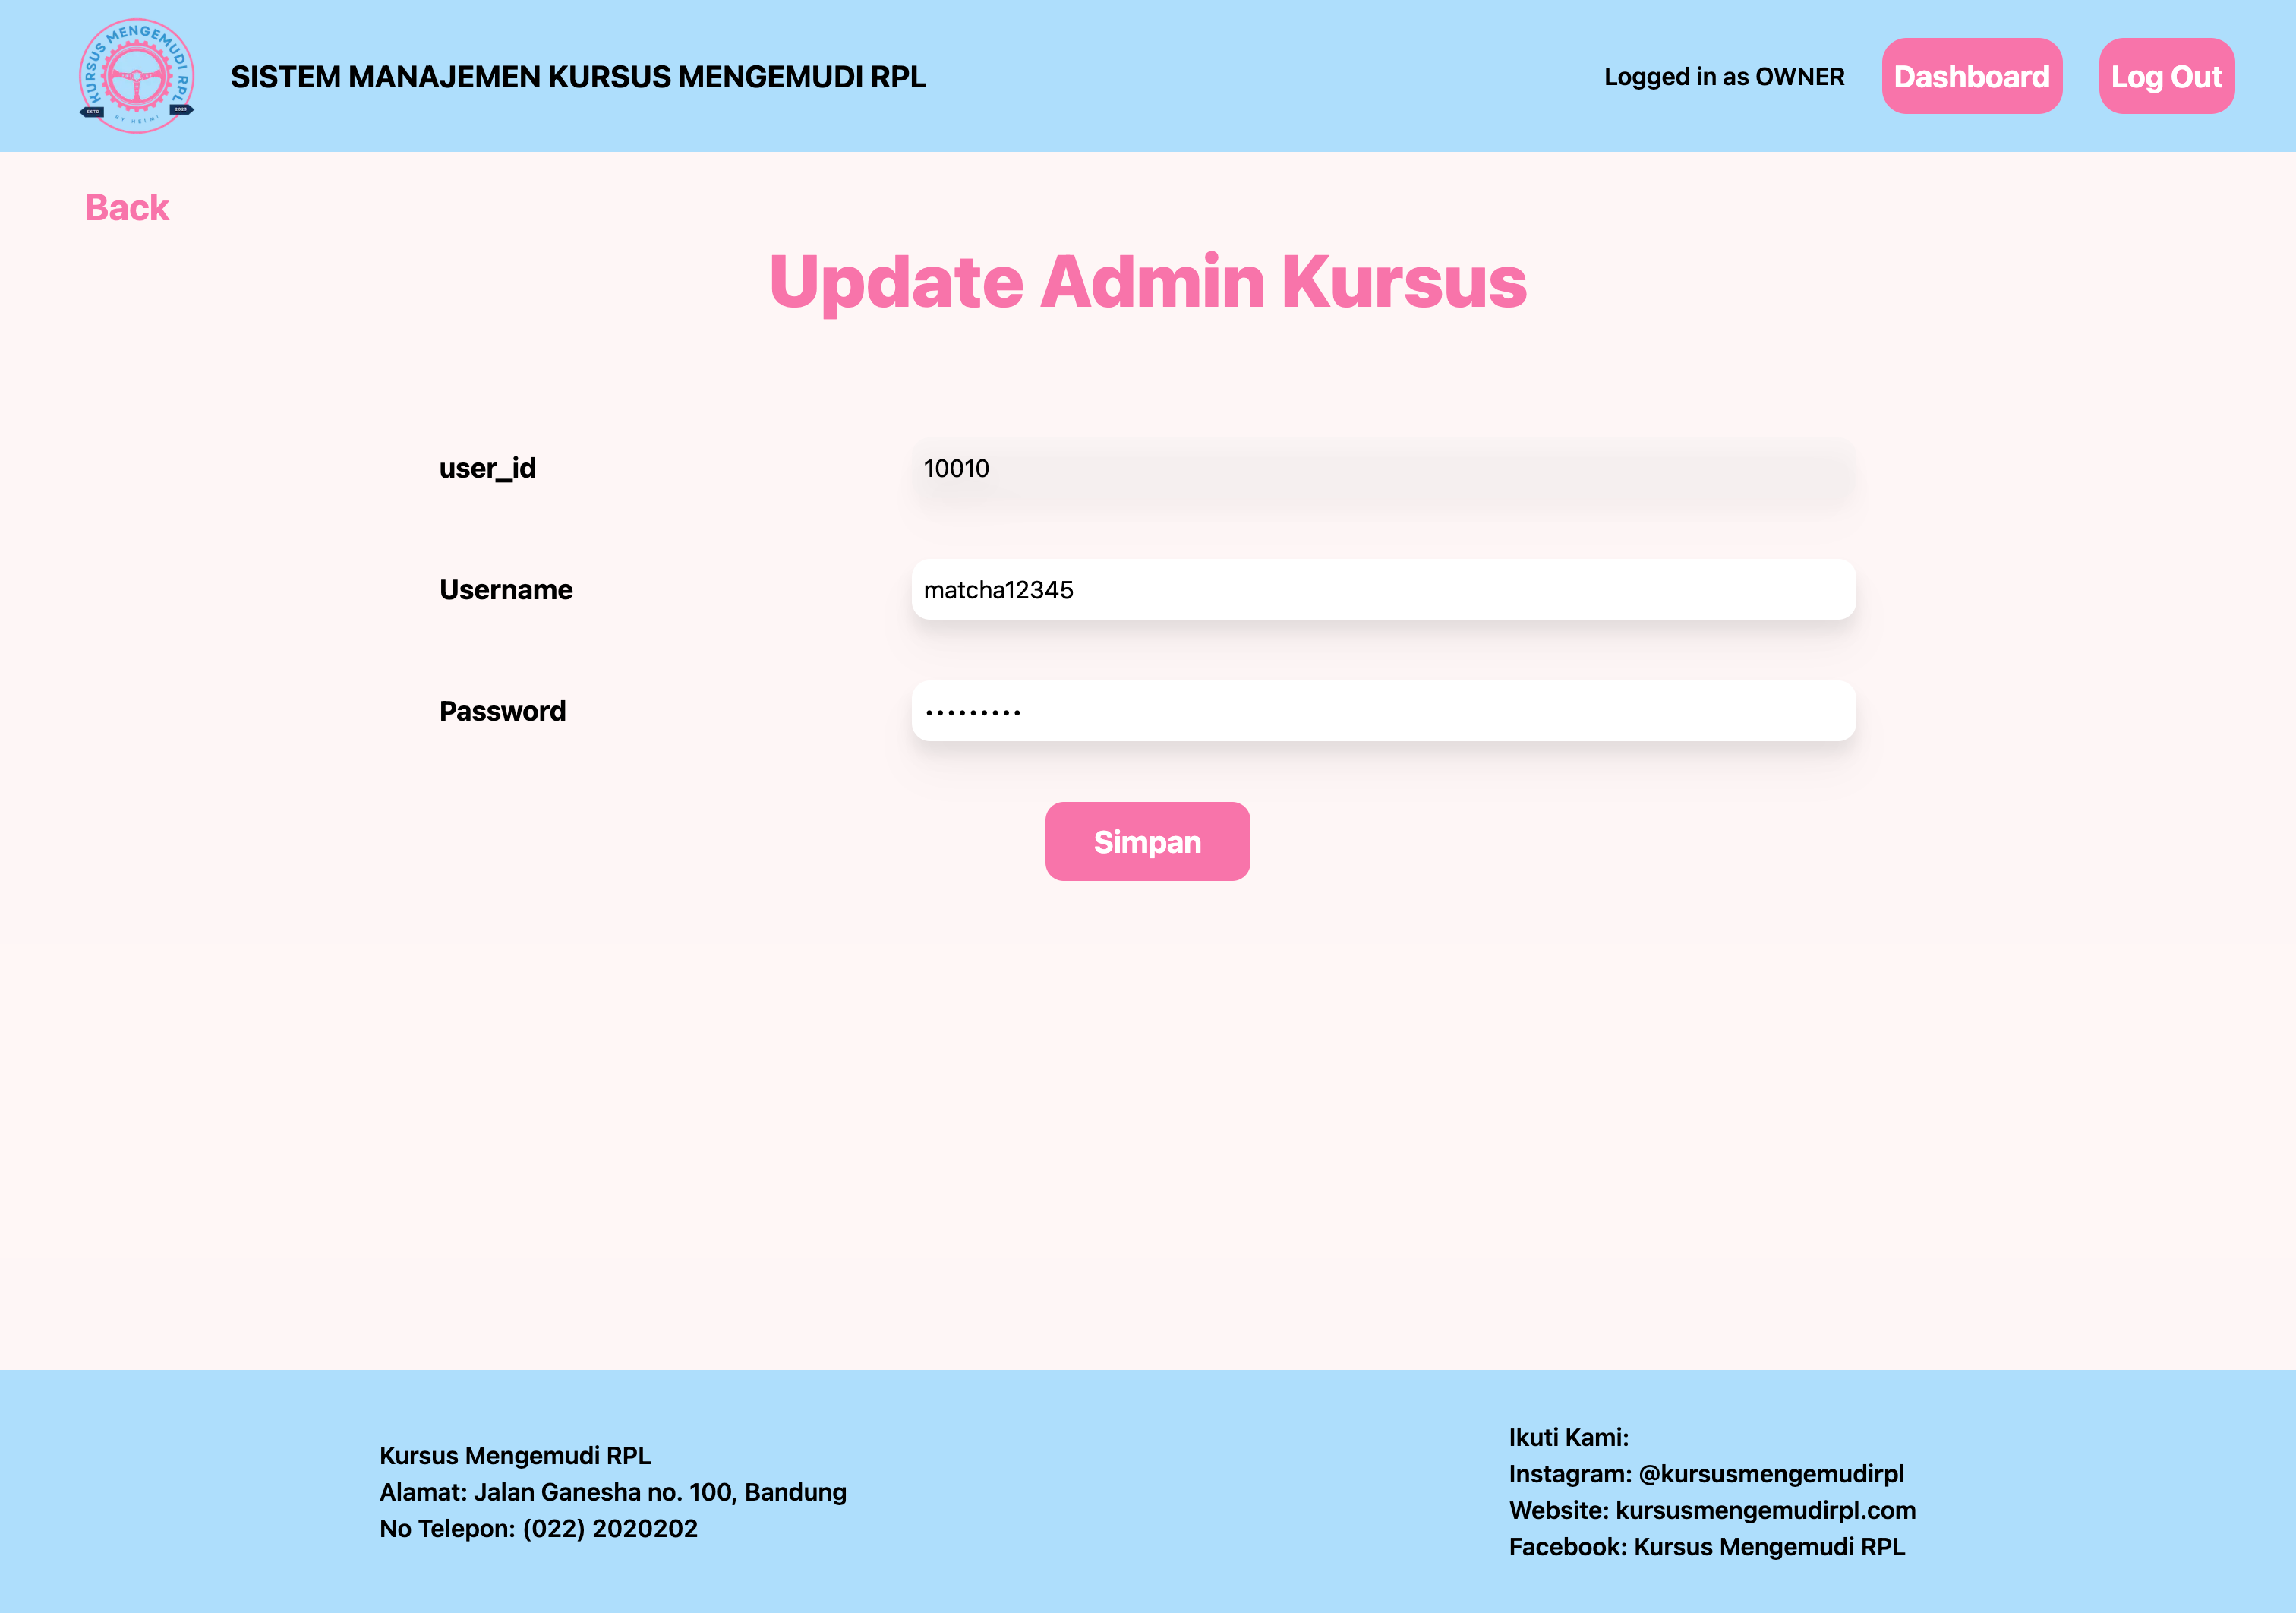 KURSUS MENGEMUDI RPL
ESTD
2023
BY HELMI
SISTEM MANAJEMEN KURSUS MENGEMUDI RPL
Logged in as OWNER
Dashboard
Log Out
Back
Update Admin Kursus
user_id
10010
Username
matcha12345
Password
•••••••••
Simpan
Kursus Mengemudi RPL
Alamat: Jalan Ganesha no. 100, Bandung
No Telepon: (022) 2020202
Ikuti Kami:
Instagram: @kursusmengemudirpl
Website: kursusmengemudirpl.com
Facebook: Kursus Mengemudi RPL